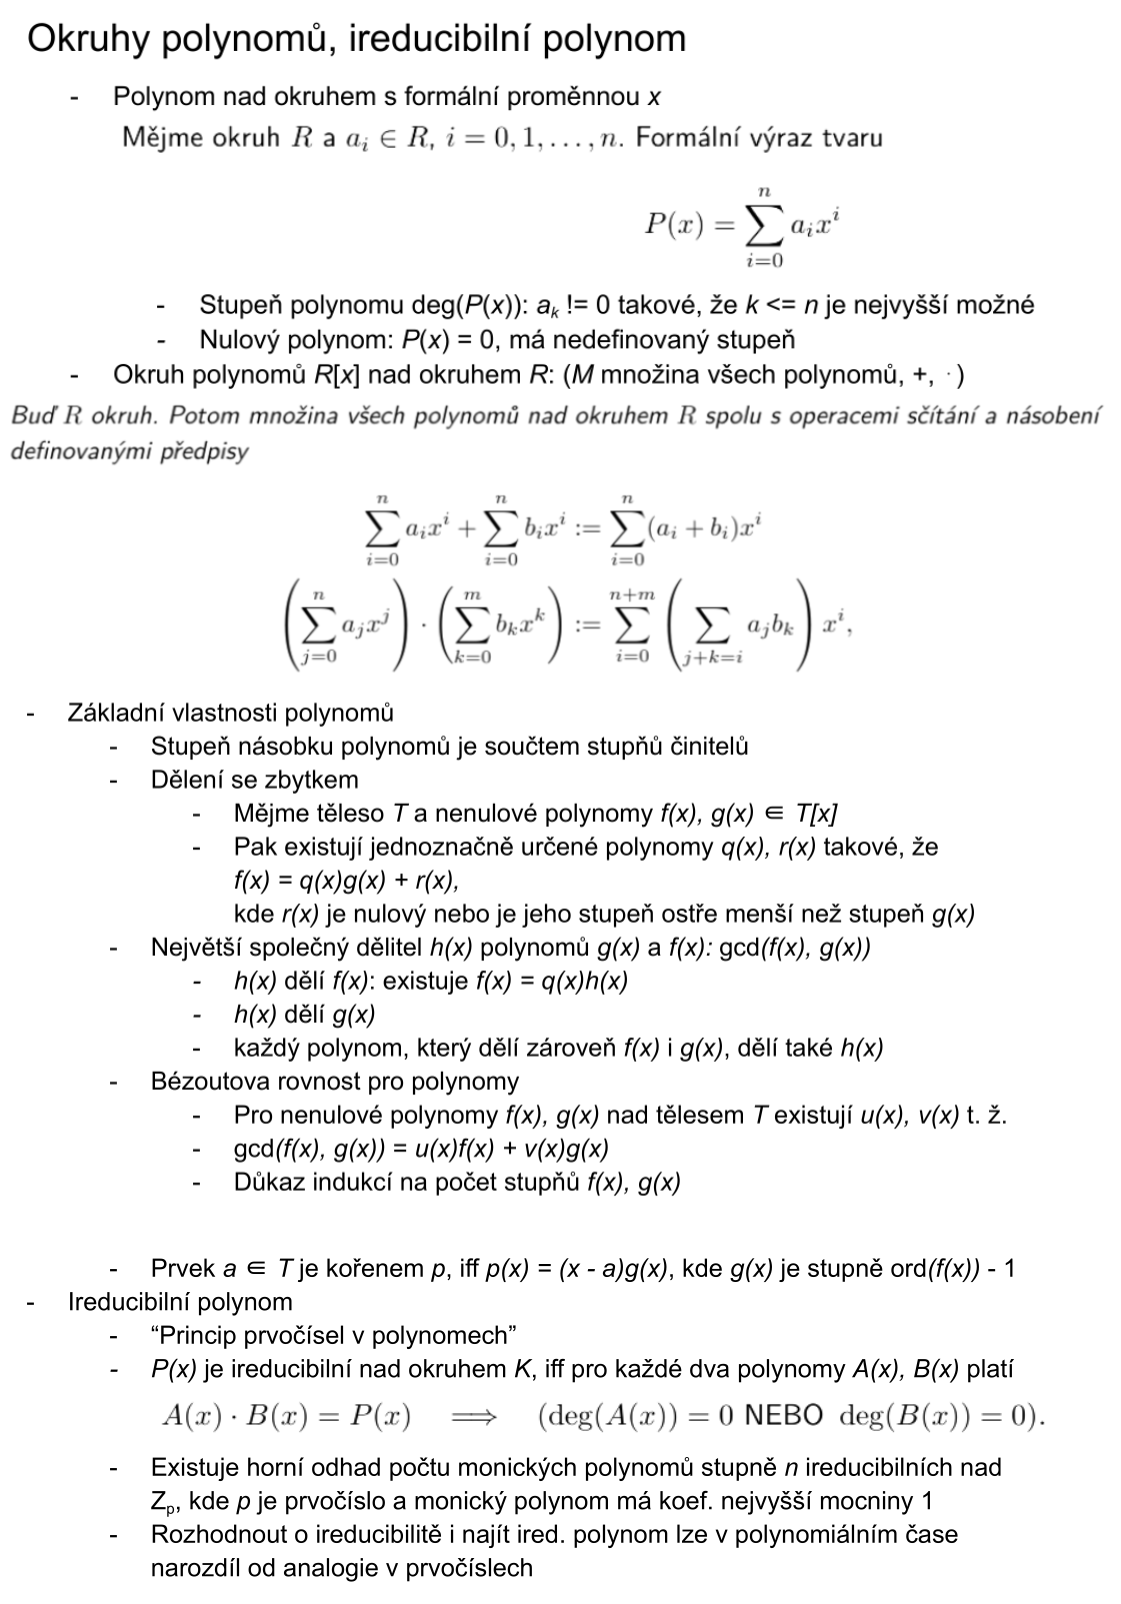 Okruhy polynomů, ireducibilní polynom
- Polynom nad okruhem s formální proměnnou x
Mějme okruh R a a_i ∈ R, i = 0, 1, . . . , n. Formální výraz tvaru
P(x) = \sum_{i=0}^{n} a_i x^i
- Stupeň polynomu deg(P(x)): a_k != 0 takové, že k <= n je nejvyšší možné
- Nulový polynom: P(x) = 0, má nedefinovaný stupeň
- Okruh polynomů R[x] nad okruhem R: (M množina všech polynomů, +, · )
Buď R okruh. Potom množina všech polynomů nad okruhem R spolu s operacemi sčítání a násobení
definovanými předpisy
\sum_{i=0}^{n} a_i x^i + \sum_{i=0}^{n} b_i x^i := \sum_{i=0}^{n} (a_i + b_i) x^i
\left( \sum_{j=0}^{n} a_j x^j \right) · \left( \sum_{k=0}^{m} b_k x^k \right) := \sum_{i=0}^{n+m} \left( \sum_{j+k=i} a_j b_k \right) x^i,
- Základní vlastnosti polynomů
- Stupeň násobku polynomů je součtem stupňů činitelů
- Dělení se zbytkem
- Mějme těleso T a nenulové polynomy f(x), g(x) ∈ T[x]
- Pak existují jednoznačně určené polynomy q(x), r(x) takové, že
f(x) = q(x)g(x) + r(x),
kde r(x) je nulový nebo je jeho stupeň ostře menší než stupeň g(x)
- Největší společný dělitel h(x) polynomů g(x) a f(x): gcd(f(x), g(x))
- h(x) dělí f(x): existuje f(x) = q(x)h(x)
- h(x) dělí g(x)
- každý polynom, který dělí zároveň f(x) i g(x), dělí také h(x)
- Bézoutova rovnost pro polynomy
- Pro nenulové polynomy f(x), g(x) nad tělesem T existují u(x), v(x) t. ž.
- gcd(f(x), g(x)) = u(x)f(x) + v(x)g(x)
- Důkaz indukcí na počet stupňů f(x), g(x)
- Prvek a ∈ T je kořenem p, iff p(x) = (x - a)g(x), kde g(x) je stupně ord(f(x)) - 1
- Ireducibilní polynom
- “Princip prvočísel v polynomech”
- P(x) je ireducibilní nad okruhem K, iff pro každé dva polynomy A(x), B(x) platí
A(x) · B(x) = P(x) ⟹ (deg(A(x)) = 0 NEBO deg(B(x)) = 0).
- Existuje horní odhad počtu monických polynomů stupně n ireducibilních nad
Z_p, kde p je prvočíslo a monický polynom má koef. nejvyšší mocniny 1
- Rozhodnout o ireducibilitě i najít ired. polynom lze v polynomiálním čase
narozdíl od analogie v prvočíslech